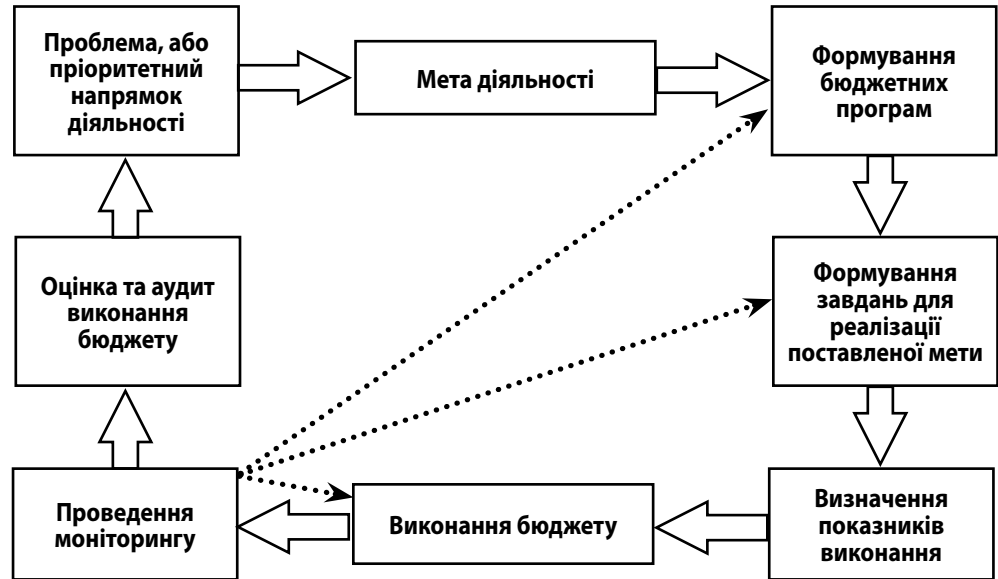 Проблема, або
пріоритетний
напрямок
діяльності
Мета діяльності
Формування
бюджетних
програм
Оцінка та аудит
виконання
бюджету
Формування
завдань для
реалізації
поставленої мети
Проведення
моніторингу
Виконання бюджету
Визначення
показників
виконання